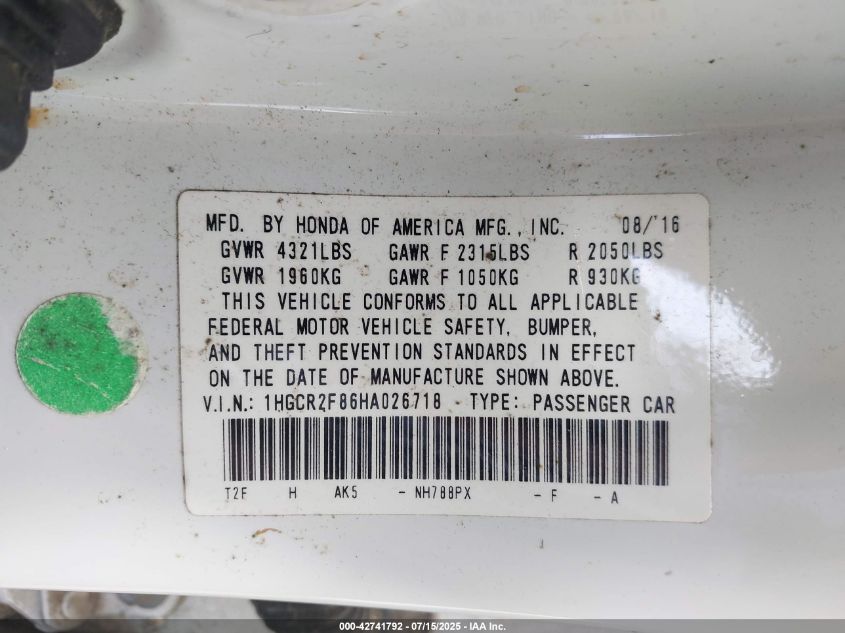 MFD. BY HONDA OF AMERICA MFG., INC. 08/'16
GVWR 4321LBS GAWR F 2315LBS R 2050LBS
GVWR 1960KG GAWR F 1050KG R 930KG
THIS VEHICLE CONFORMS TO ALL APPLICABLE
FEDERAL MOTOR VEHICLE SAFETY, BUMPER,
AND THEFT PREVENTION STANDARDS IN EFFECT
ON THE DATE OF MANUFACTURE SHOWN ABOVE.
V.I.N.: 1HGCR2F86HA026718 TYPE: PASSENGER CAR
T2F H AK5 - NH788PX - F - A
000-42741792 - 07/15/2025 - IAA Inc.